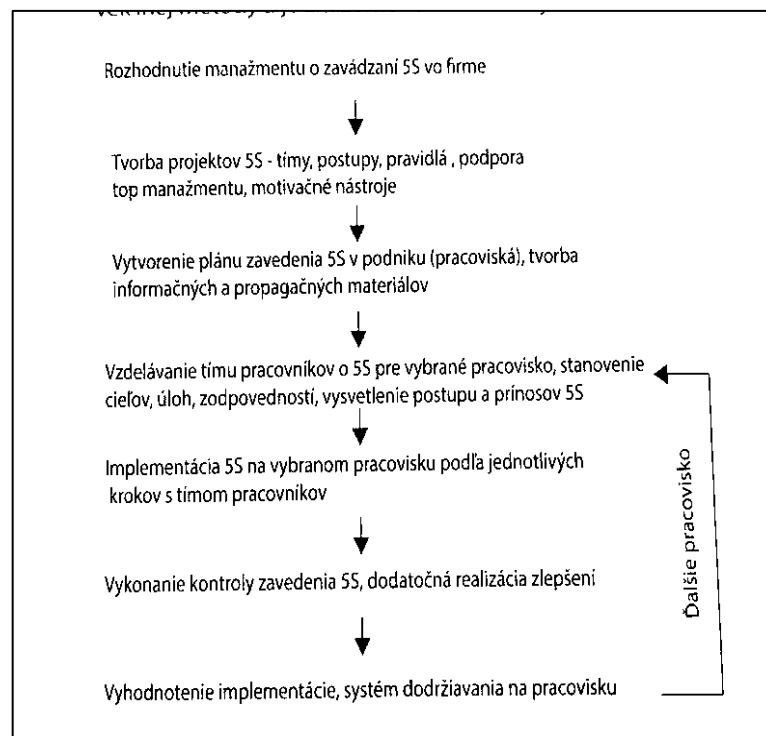 Rozhodnutie manažmentu o zavádzaní 5S vo firme
Tvorba projektov 5S - tímy, postupy, pravidlá , podpora
top manažmentu, motivačné nástroje
Vytvorenie plánu zavedenia 5S v podniku (pracoviská), tvorba
informačných a propagačných materiálov
Vzdelávanie tímu pracovníkov o 5S pre vybrané pracovisko, stanovenie
cieľov, úloh, zodpovedností, vysvetlenie postupu a prínosov 5S
Implementácia 5S na vybranom pracovisku podľa jednotlivých
krokov s tímom pracovníkov
Vykonanie kontroly zavedenia 5S, dodatočná realizácia zlepšení
Vyhodnotenie implementácie, systém dodržiavania na pracovisku
Ďalšie pracovisko